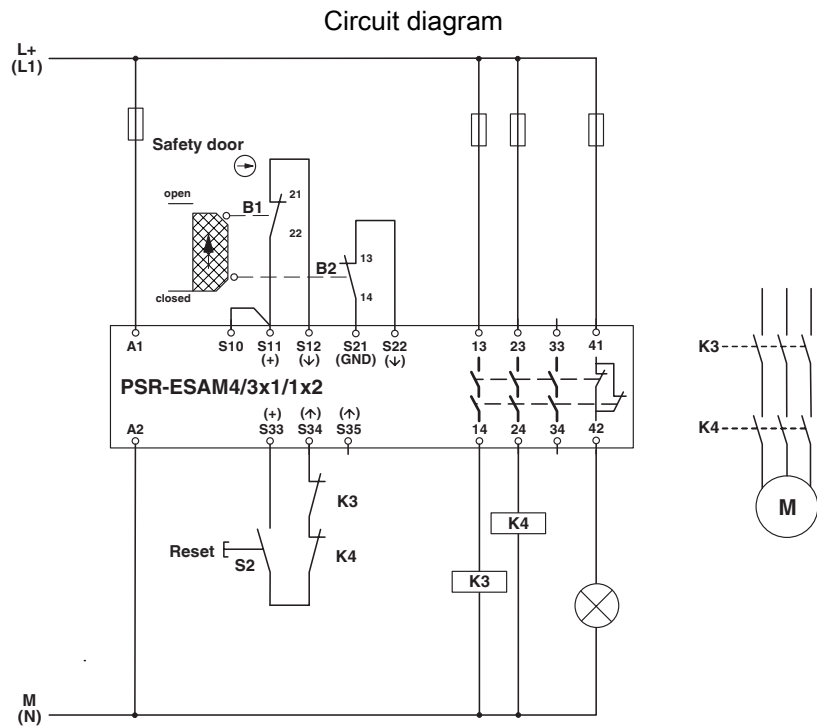 Circuit diagram
L+
(L1)
Safety door
open
B1
21
22
B2
13
14
closed
A1
S10
S11
(+)
S12
(↓)
S21
(GND)
S22
(↓)
13
23
33
41
PSR-ESAM4/3x1/1x2
A2
(+)
S33
(↑)
S34
(↑)
S35
14
24
34
42
K3
K4
M
K3
K4
Reset
S2
K4
K3
M
(N)